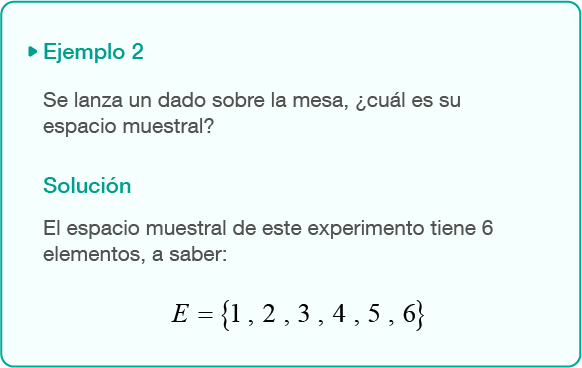 Ejemplo 2
Se lanza un dado sobre la mesa, ¿cuál es su
espacio muestral?
Solución
El espacio muestral de este experimento tiene 6
elementos, a saber:
E = {1 , 2 , 3 , 4 , 5 , 6}